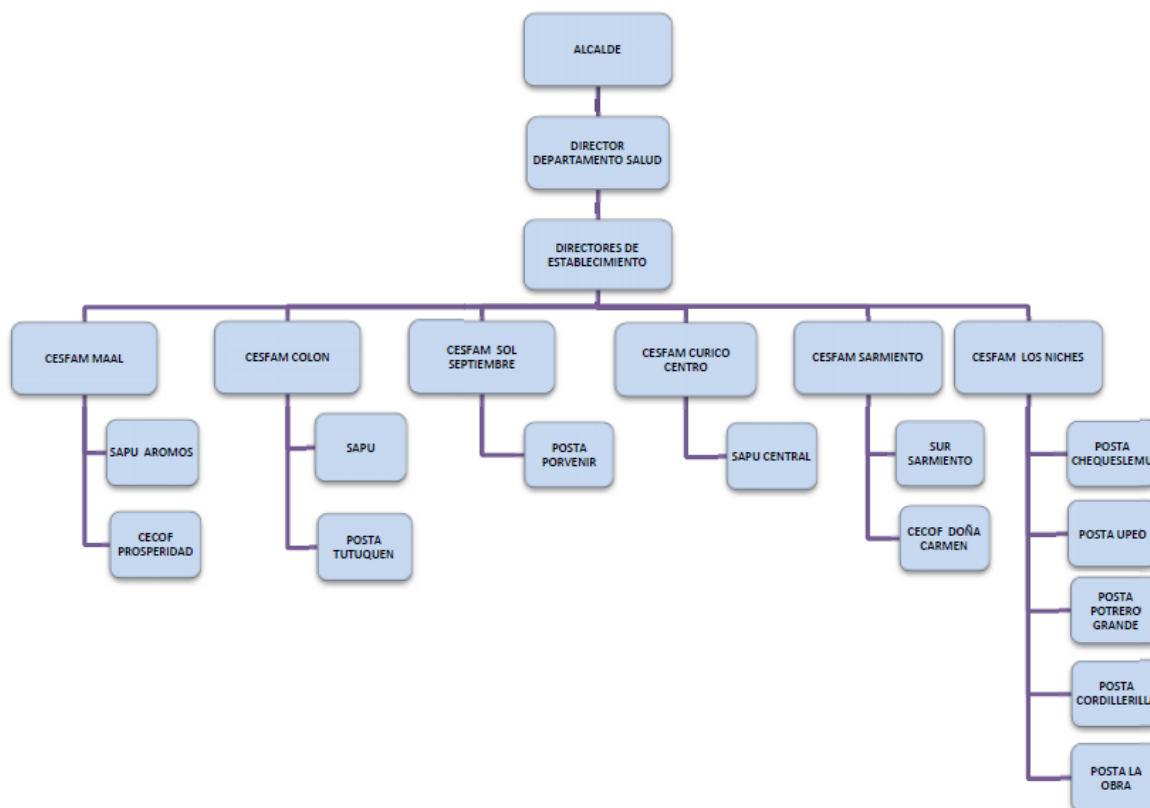 ALCALDE
DIRECTOR
DEPARTAMENTO SALUD
DIRECTORES DE
ESTABLECIMIENTO
CESFAM MAAL
CESFAM COLON
CESFAM SOL
SEPTIEMBRE
CESFAM CURICO
CENTRO
CESFAM SARMIENTO
CESFAM LOS NICHES
SAPU AROMOS
CECOF
PROSPERIDAD
SAPU
POSTA
TUTUQUEN
POSTA
PORVENIR
SAPU CENTRAL
SUR
SARMIENTO
CECOF DOÑA
CARMEN
POSTA
CHEQUESLEMU
POSTA UPEO
POSTA
POTRERO
GRANDE
POSTA
CORDILLERILLA
POSTA LA
OBRA